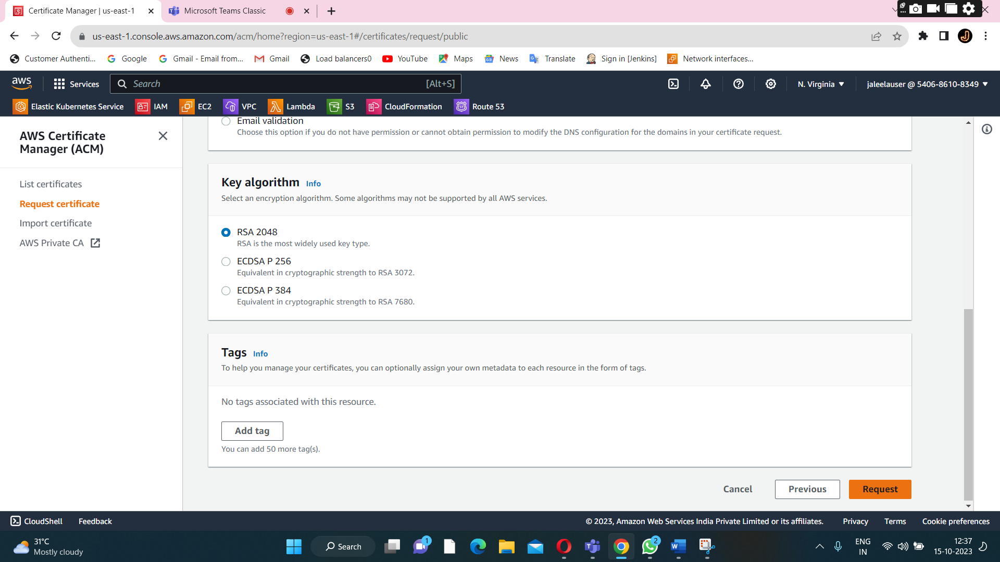 Certificate Manager | us-east-1
Microsoft Teams Classic
us-east-1.console.aws.amazon.com/acm/home?region=us-east-1#/certificates/request/public
Customer Authenti...
Google
Gmail - Email from...
Gmail
Load balancers0
YouTube
Maps
News
Translate
Sign in [Jenkins]
Network interfaces...
aws
Services
Search
[Alt+S]
N. Virginia
jaleelauser @ 5406-8610-8349
Elastic Kubernetes Service
IAM
EC2
VPC
Lambda
S3
CloudFormation
Route 53
AWS Certificate
Manager (ACM)
List certificates
Request certificate
Import certificate
AWS Private CA
Email validation
Choose this option if you do not have permission or cannot obtain permission to modify the DNS configuration for the domains in your certificate request.
Key algorithm Info
Select an encryption algorithm. Some algorithms may not be supported by all AWS services.
RSA 2048
RSA is the most widely used key type.
ECDSA P 256
Equivalent in cryptographic strength to RSA 3072.
ECDSA P 384
Equivalent in cryptographic strength to RSA 7680.
Tags Info
To help you manage your certificates, you can optionally assign your own metadata to each resource in the form of tags.
No tags associated with this resource.
Add tag
You can add 50 more tag(s).
Cancel
Previous
Request
CloudShell
Feedback
© 2023, Amazon Web Services India Private Limited or its affiliates.
Privacy
Terms
Cookie preferences
31°C
Mostly cloudy
Search
1
2
ENG
IN
12:37
15-10-2023